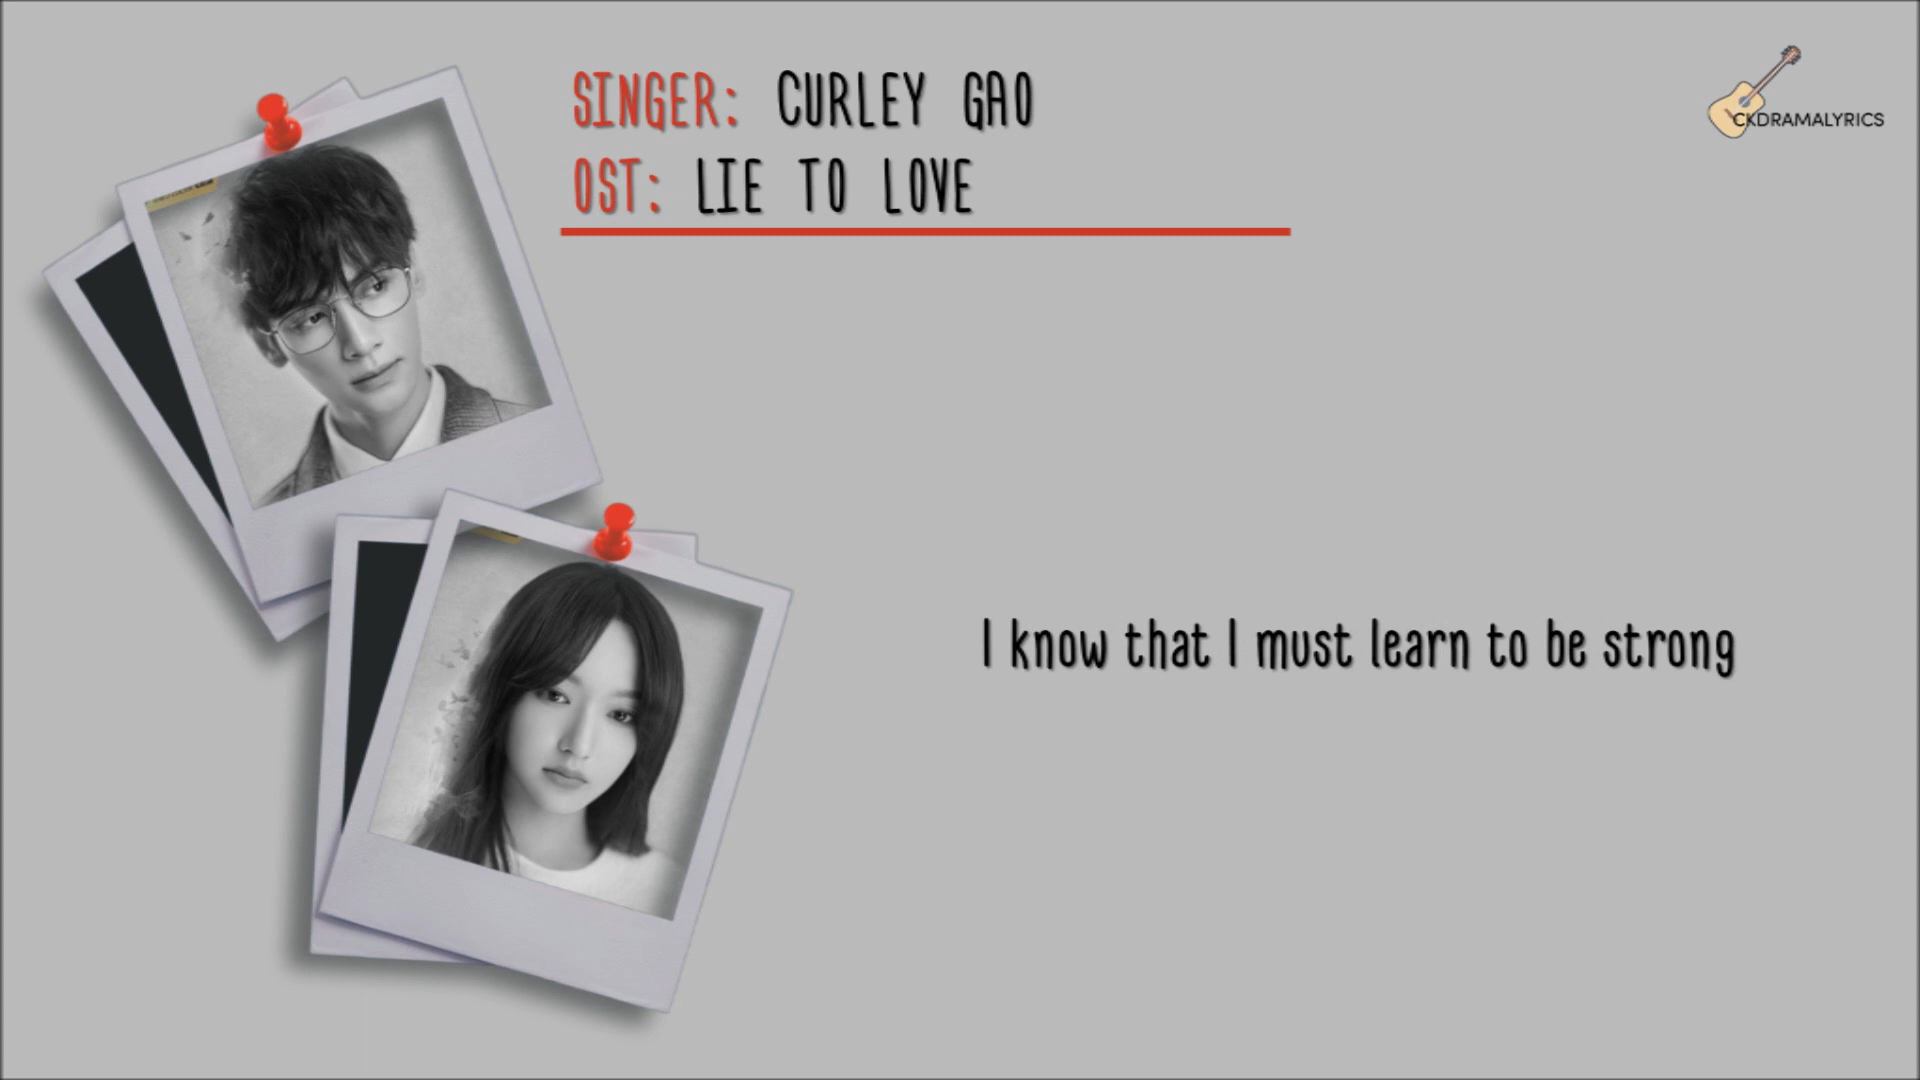 SINGER: CURLEY GAO
OST: LIE TO LOVE
CKDRAMALYRICS
I know that I must learn to be strong